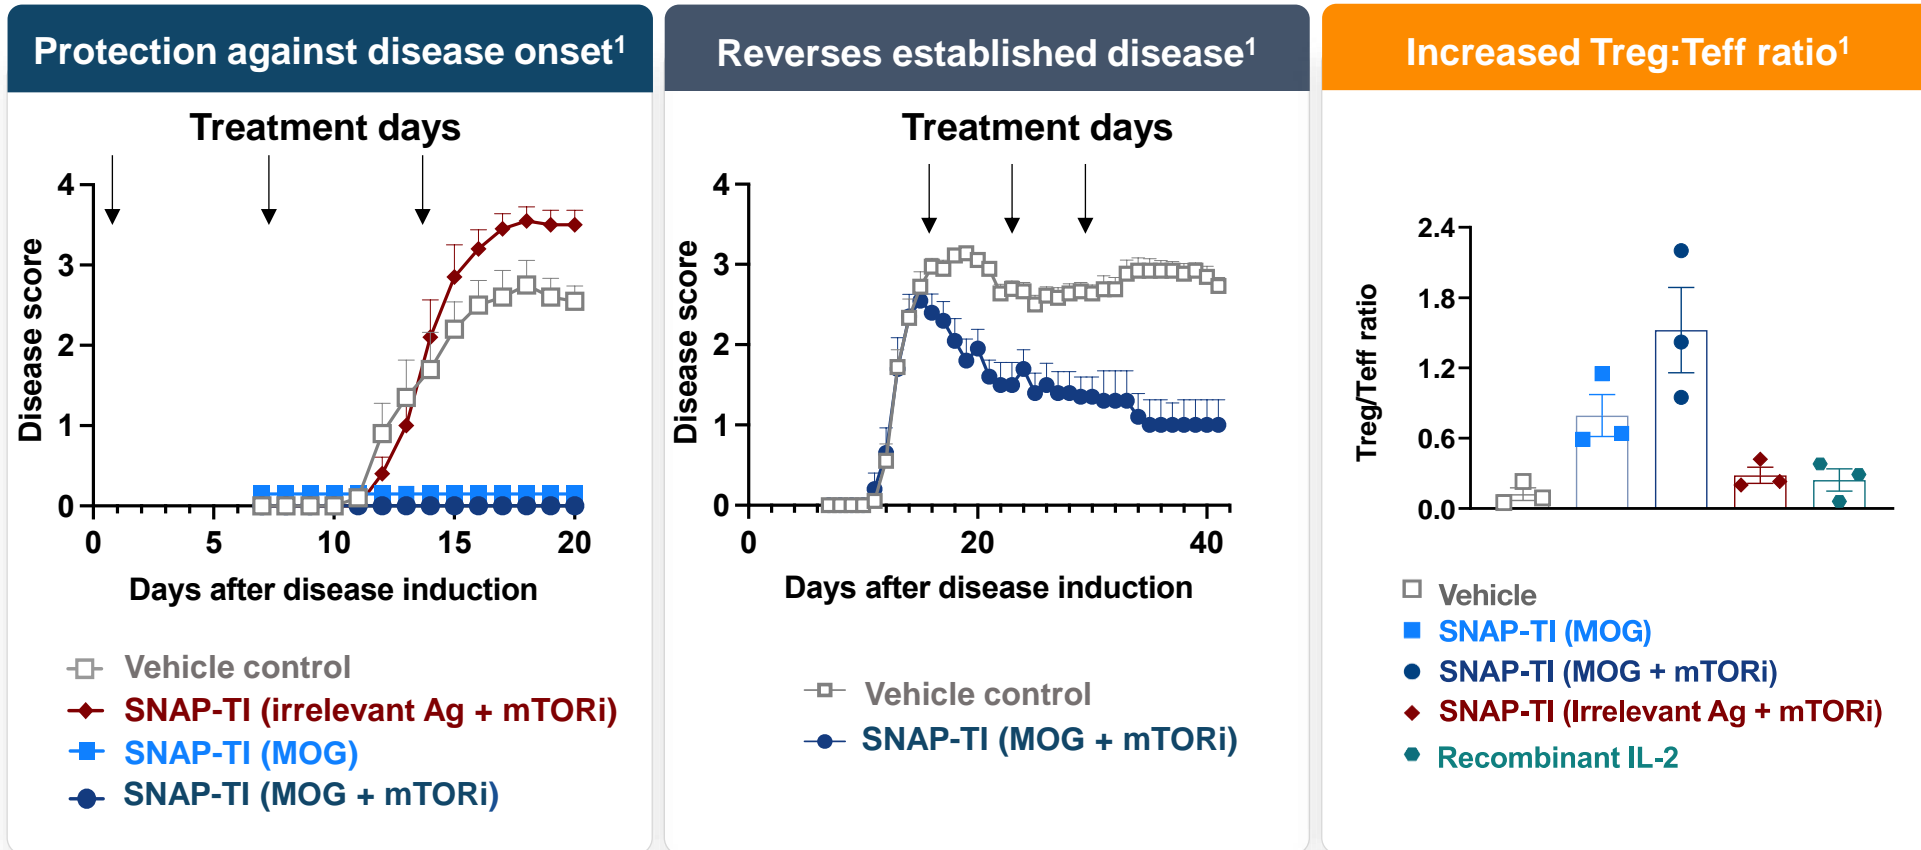 Protection against disease onset1
Treatment days
4
3
2
1
0
Disease score
0 5 10 15 20
Days after disease induction
Vehicle control
SNAP-TI (irrelevant Ag + mTORi)
SNAP-TI (MOG)
SNAP-TI (MOG + mTORi)
Reverses established disease1
Treatment days
4
3
2
1
0
Disease score
0 20 40
Days after disease induction
Vehicle control
SNAP-TI (MOG + mTORi)
Increased Treg:Teff ratio1
2.4
1.8
1.2
0.6
0.0
Treg/Teff ratio
Vehicle
SNAP-TI (MOG)
SNAP-TI (MOG + mTORi)
SNAP-TI (Irrelevant Ag + mTORi)
Recombinant IL-2